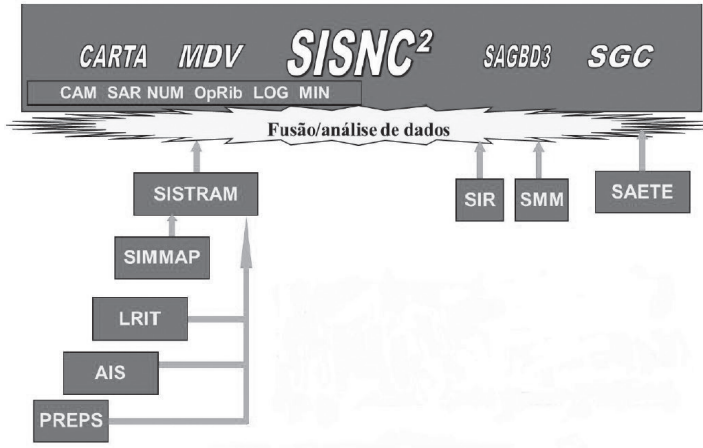 CARTA MDV SISNC² SAGBD3 SGC
CAM SAR NUM OpRib LOG MIN
Fusão/análise de dados
SISTRAM
SIR
SMM
SAETE
SIMMAP
LRIT
AIS
PREPS